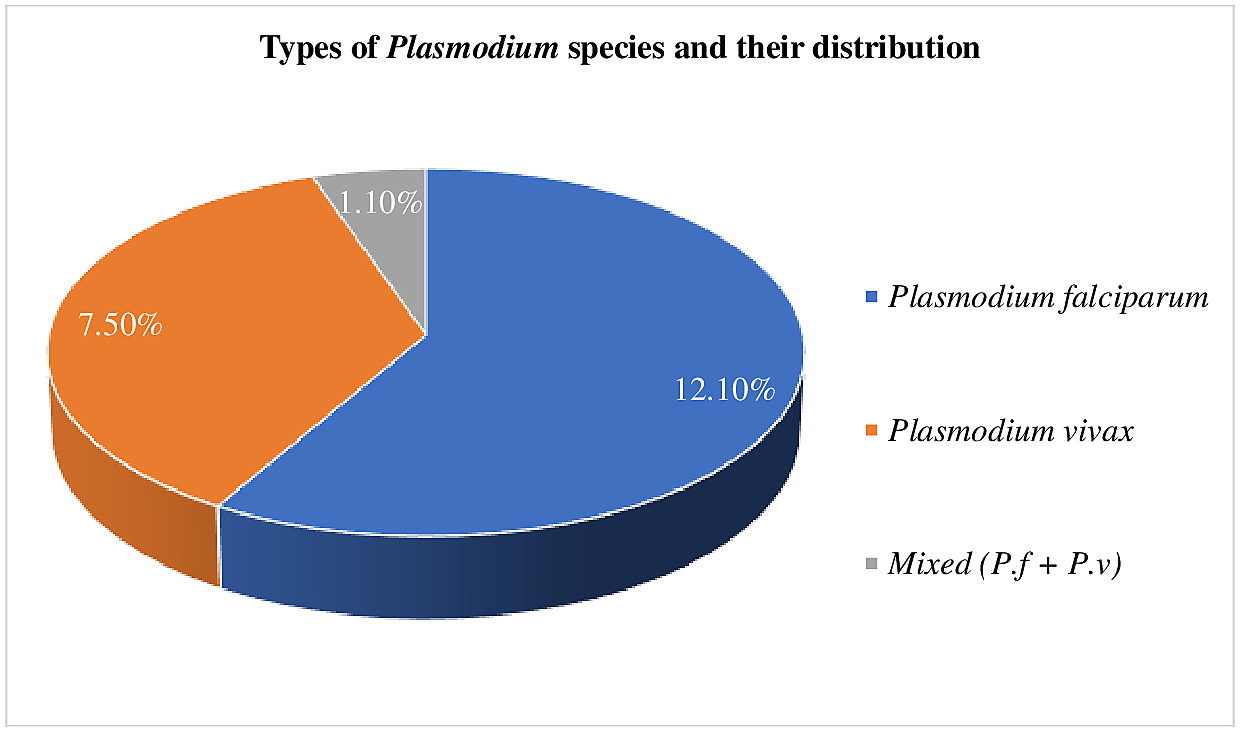 Types of Plasmodium species and their distribution
1.10%
7.50%
12.10%
Plasmodium falciparum
Plasmodium vivax
Mixed (P.f + P.v)